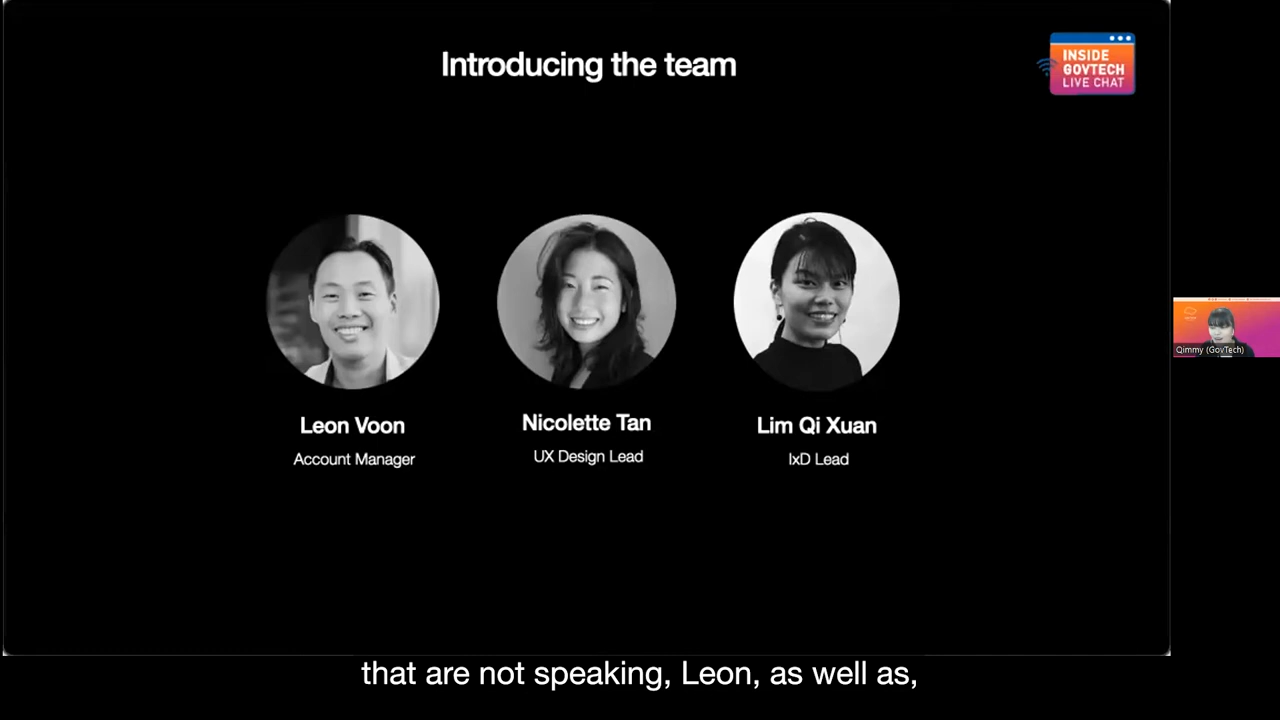 Introducing the team
INSIDE
GOVTECH
LIVE CHAT
Leon Voon
Nicolette Tan
Lim Qi Xuan
Account Manager
UX Design Lead
IxD Lead
Qimmy (GovTech)
that are not speaking, Leon, as well as,